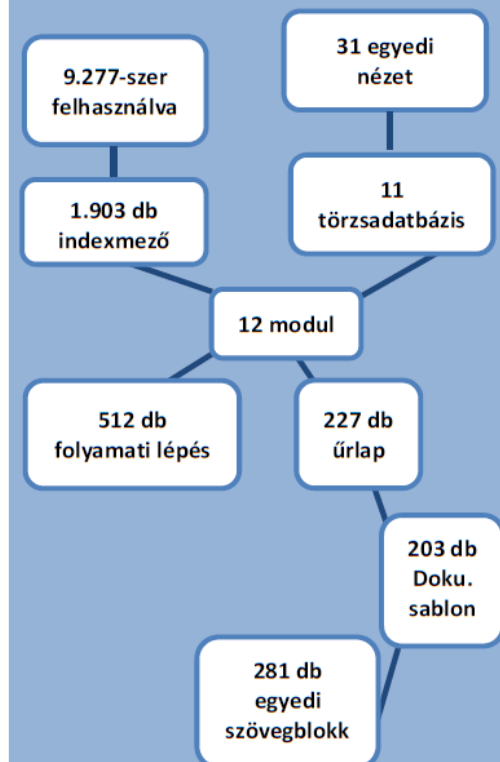 9.277-szer
felhasználva
31 egyedi
nézet
1.903 db
indexmező
11
törzsadatbázis
12 modul
512 db
folyamati lépés
227 db
űrlap
203 db
Doku.
sablon
281 db
egyedi
szövegblokk